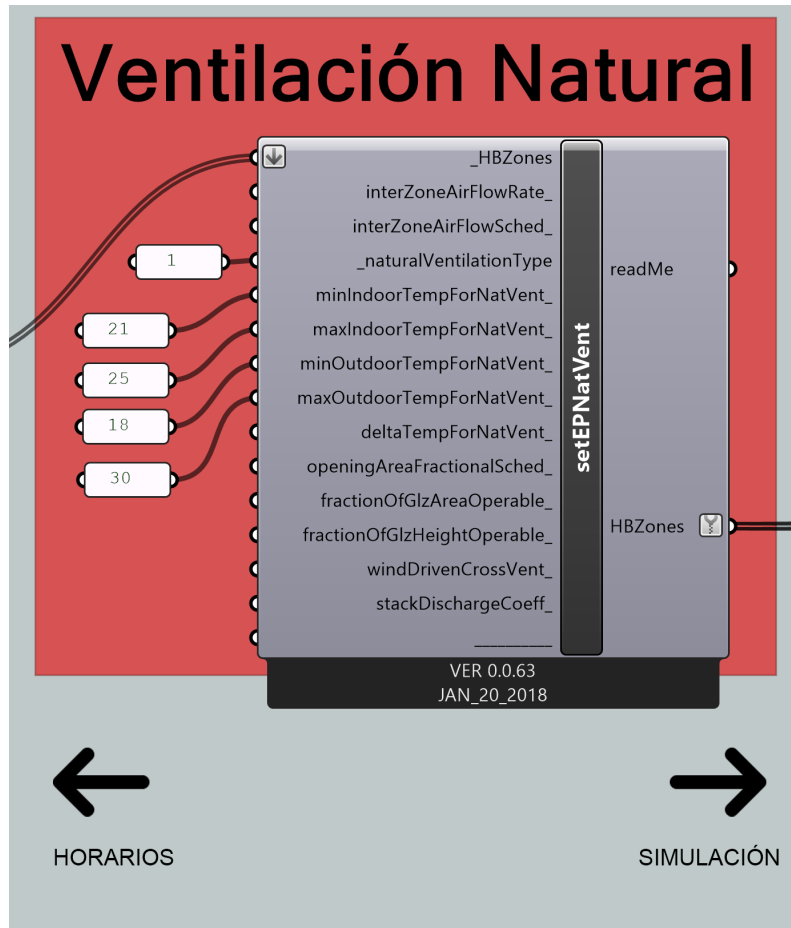 Ventilación Natural
_HBZones
interZoneAirFlowRate_
interZoneAirFlowSched_
1
_naturalVentilationType
readMe
minIndoorTempForNatVent_
21
maxIndoorTempForNatVent_
25
minOutdoorTempForNatVent_
18
maxOutdoorTempForNatVent_
30
deltaTempForNatVent_
openingAreaFractionalSched_
fractionOfGlzAreaOperable_
fractionOfGlzHeightOperable_
windDrivenCrossVent_
stackDischargeCoeff_
__________
setEPNatVent
HBZones
VER 0.0.63
JAN_20_2018
HORARIOS
SIMULACIÓN